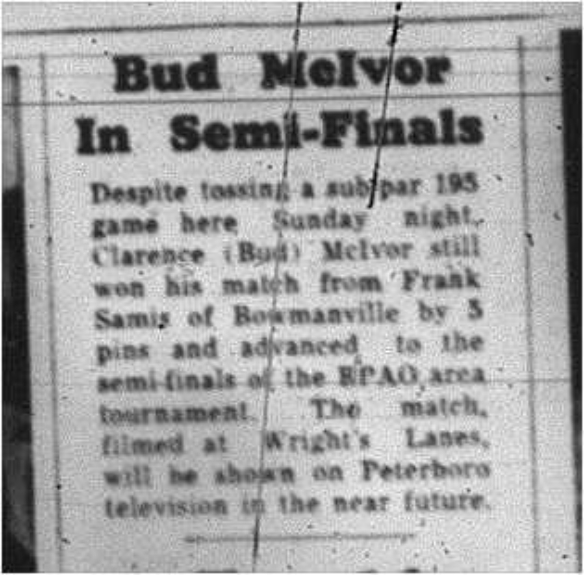 Bud McIvor
In Semi-Finals
Despite tossing a sub-par 195
game here Sunday night,
Clarence (Bud) McIvor still
won his match from Frank
Samis of Bowmanville by 5
pins and advanced to the
semi-finals of the area
tournament. The match,
filmed at Wright's Lanes,
will be shown on Peterboro
television in the near future.